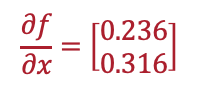 ∂f/∂x = [0.236
0.316]